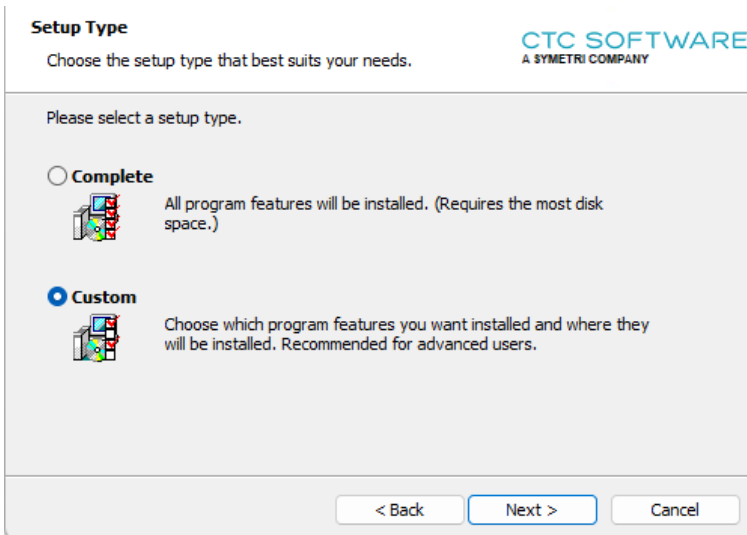 Setup Type
Choose the setup type that best suits your needs.
CTC SOFTWARE
A SYMETRI COMPANY
Please select a setup type.
Complete
All program features will be installed. (Requires the most disk
space.)
Custom
Choose which program features you want installed and where they
will be installed. Recommended for advanced users.
< Back
Next >
Cancel